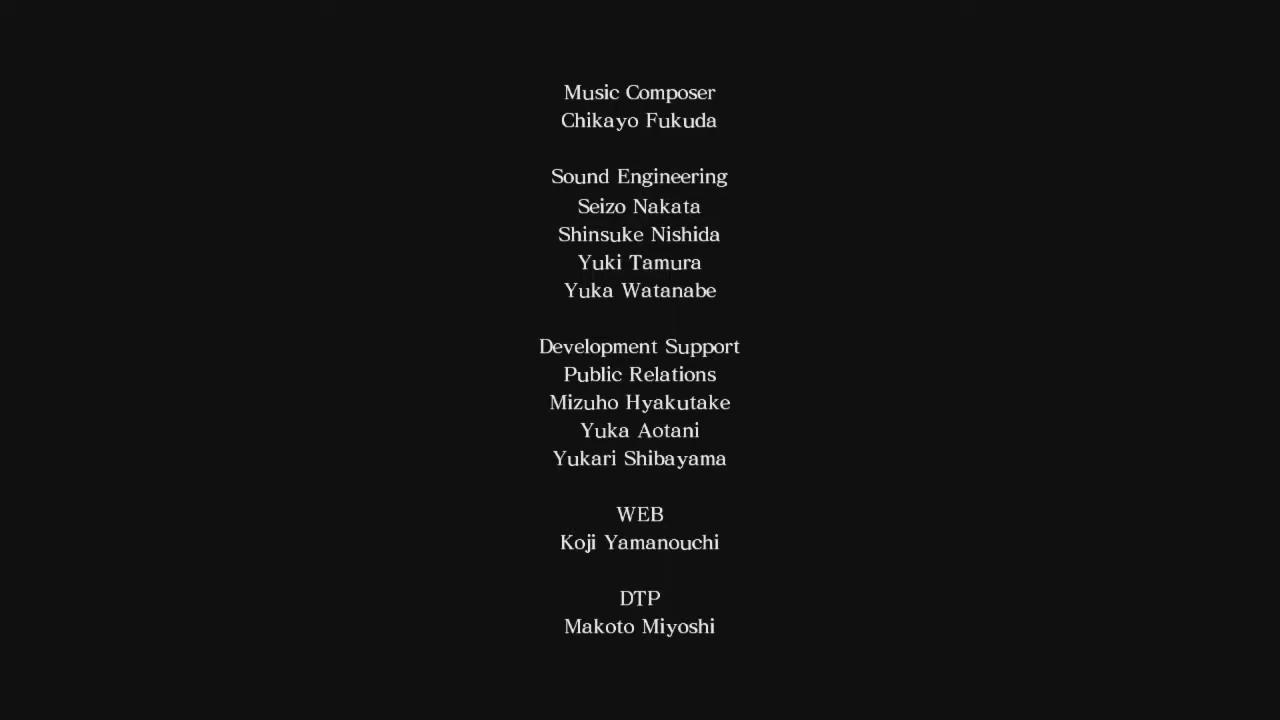 Music Composer
Chikayo Fukuda
Sound Engineering
Seizo Nakata
Shinsuke Nishida
Yuki Tamura
Yuka Watanabe
Development Support
Public Relations
Mizuho Hyakutake
Yuka Aotani
Yukari Shibayama
WEB
Koji Yamanouchi
DTP
Makoto Miyoshi